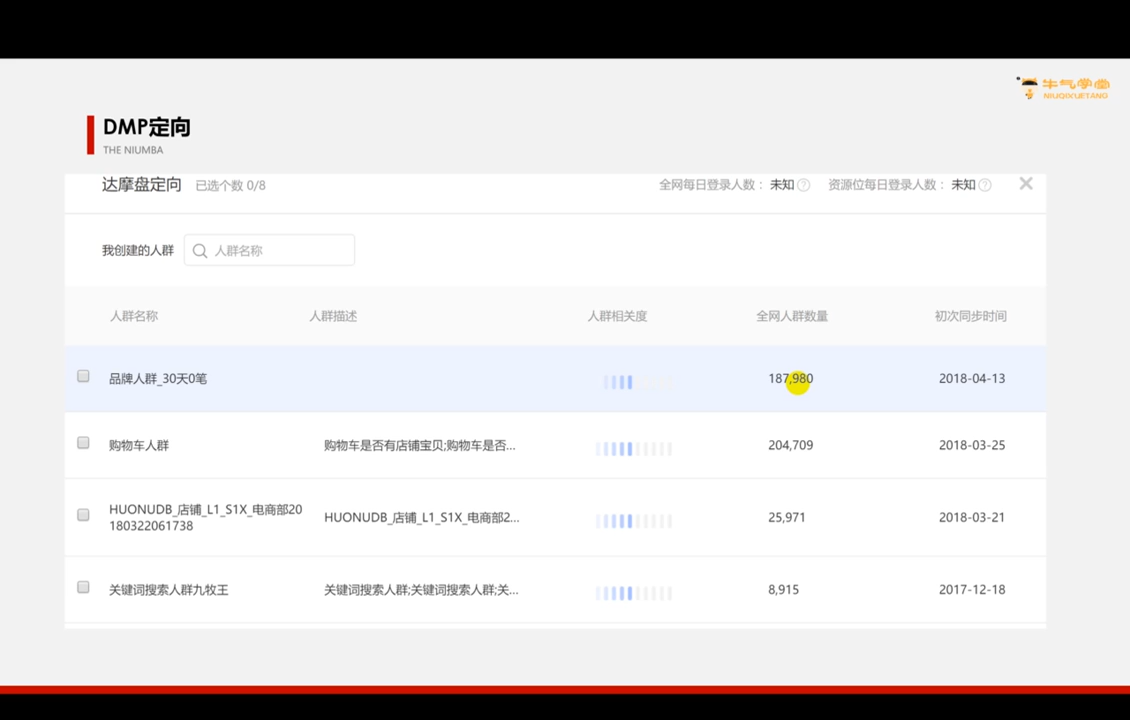 牛气学堂
NIUQIXUETANG
DMP定向
THE NIUMBA
达摩盘定向 已选个数 0/8 全网每日登录人数： 未知 ? 资源位每日登录人数： 未知 ? ×
我创建的人群 人群名称
人群名称 人群描述 人群相关度 全网人群数量 初次同步时间
品牌人群_30天0笔 187,980 2018-04-13
购物车人群 购物车是否有店铺宝贝;购物车是否... 204,709 2018-03-25
HUONUDB_店铺_L1_S1X_电商部20
180322061738 HUONUDB_店铺_L1_S1X_电商部2... 25,971 2018-03-21
关键词搜索人群九牧王 关键词搜索人群;关键词搜索人群;关... 8,915 2017-12-18